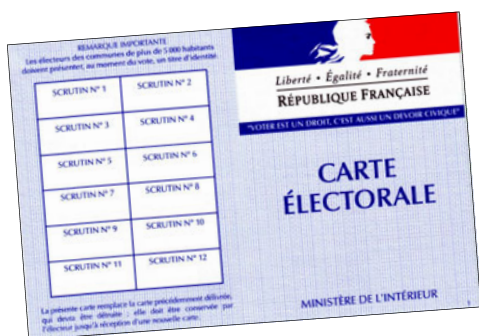 REMARQUE IMPORTANTE
Les électeurs des communes de plus de 5 000 habitants
doivent présenter, au moment du vote, un titre d'identité.
SCRUTIN N° 1
SCRUTIN N° 2
SCRUTIN N° 3
SCRUTIN N° 4
SCRUTIN N° 5
SCRUTIN N° 6
SCRUTIN N° 7
SCRUTIN N° 8
SCRUTIN N° 9
SCRUTIN N° 10
SCRUTIN N° 11
SCRUTIN N° 12
La présente carte remplace la carte précédemment délivrée,
qui devra être détruite ; elle doit être conservée par
l'électeur jusqu'à réception d'une nouvelle carte.
Liberté • Égalité • Fraternité
RÉPUBLIQUE FRANÇAISE
"VOTER EST UN DROIT, C'EST AUSSI UN DEVOIR CIVIQUE"
CARTE
ÉLECTORALE
MINISTÈRE DE L'INTÉRIEUR